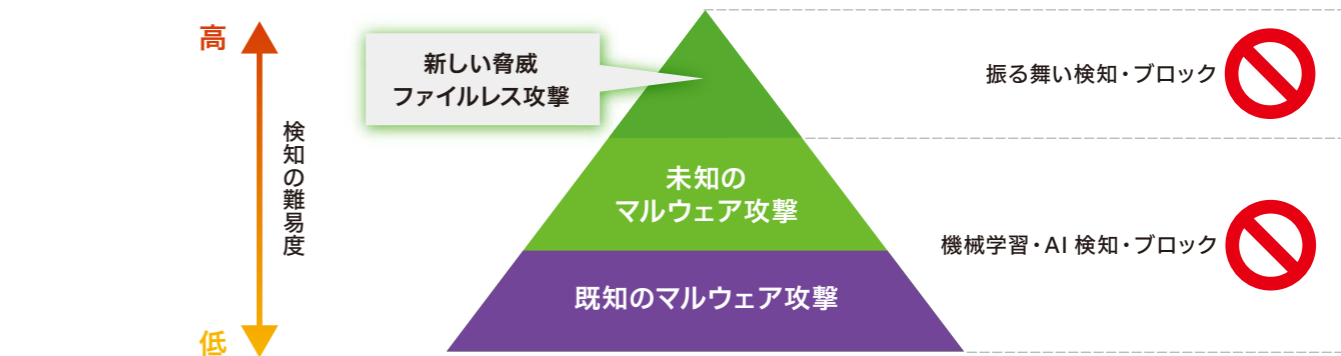 高
検知の難易度
低
新しい脅威
ファイルレス攻撃
未知の
マルウェア攻撃
既知のマルウェア攻撃
振る舞い検知・ブロック
機械学習・AI 検知・ブロック